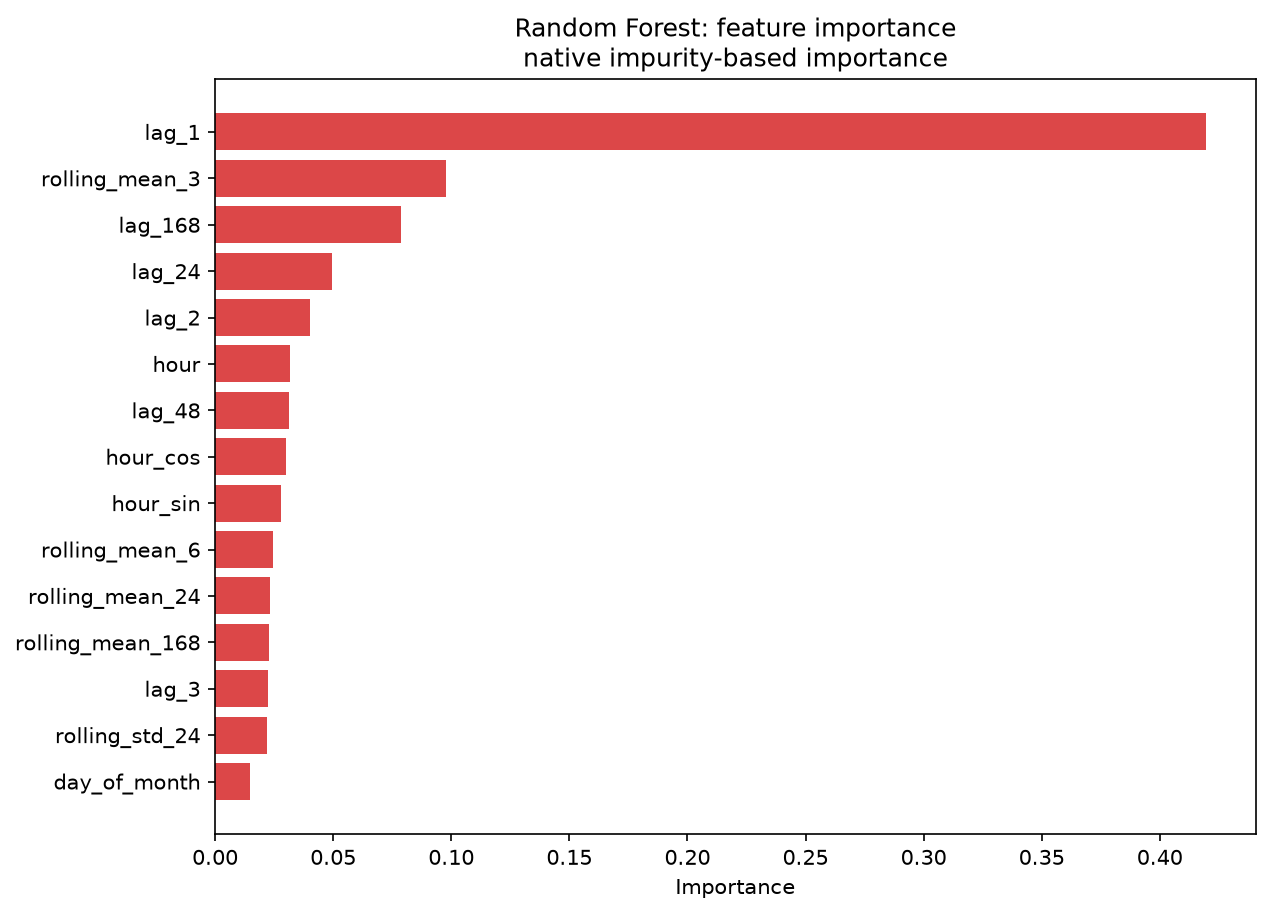 Random Forest: feature importance
native impurity-based importance
lag_1
rolling_mean_3
lag_168
lag_24
lag_2
hour
lag_48
hour_cos
hour_sin
rolling_mean_6
rolling_mean_24
rolling_mean_168
lag_3
rolling_std_24
day_of_month
0.00 0.05 0.10 0.15 0.20 0.25 0.30 0.35 0.40
Importance